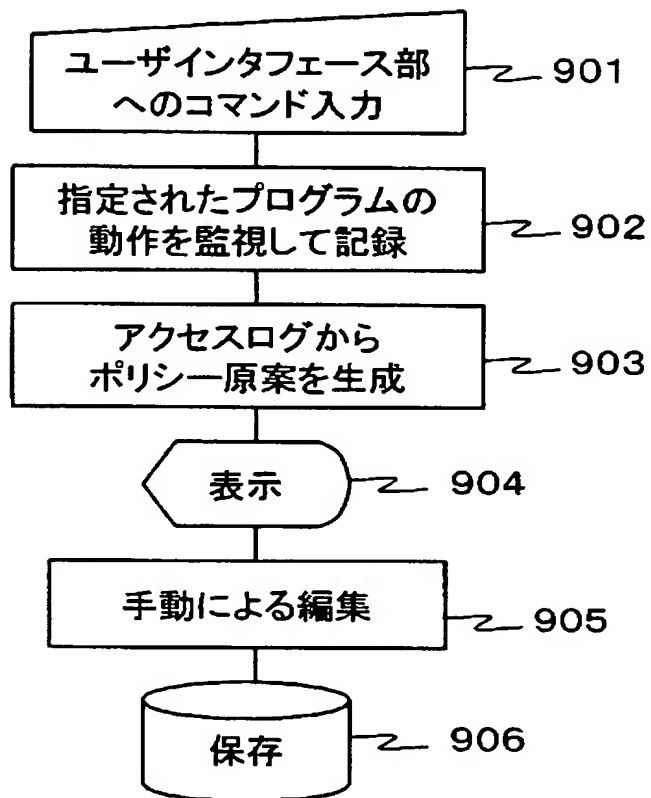 ユーザインタフェース部
へのコマンド入力
901
指定されたプログラムの
動作を監視して記録
902
アクセスログから
ポリシー原案を生成
903
表示
904
手動による編集
905
保存
906